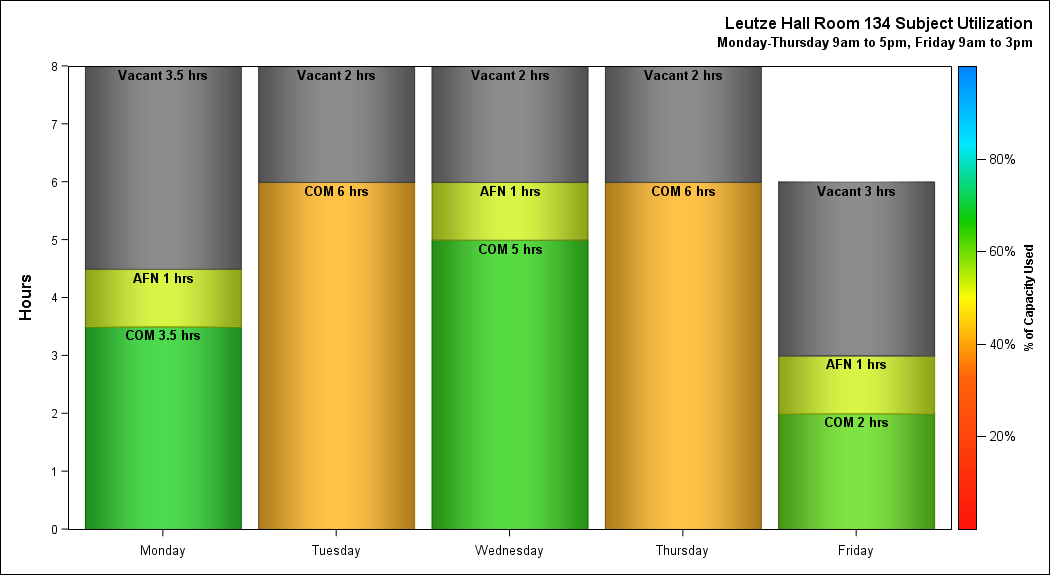 Leutze Hall Room 134 Subject Utilization
Monday-Thursday 9am to 5pm, Friday 9am to 3pm
Hours
8
7
6
5
4
3
2
1
0
Vacant 3.5 hrs
AFN 1 hrs
COM 3.5 hrs
Vacant 2 hrs
COM 6 hrs
Vacant 2 hrs
AFN 1 hrs
COM 5 hrs
Vacant 2 hrs
COM 6 hrs
Vacant 3 hrs
AFN 1 hrs
COM 2 hrs
Monday
Tuesday
Wednesday
Thursday
Friday
80%
60%
40%
20%
% of Capacity Used